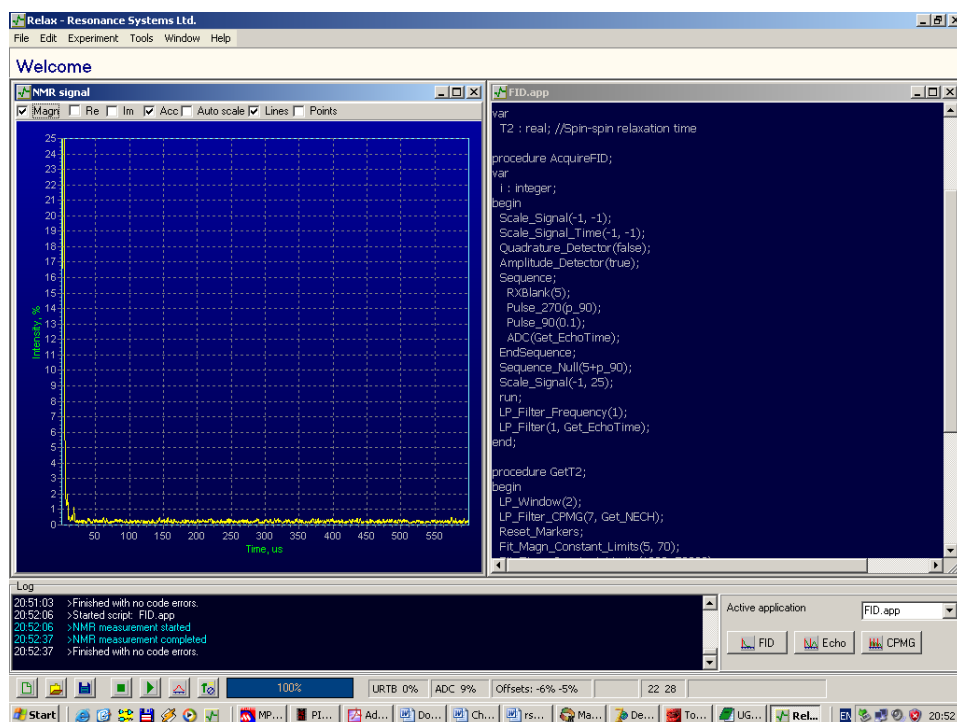 Relax - Resonance Systems Ltd.
File Edit Experiment Tools Window Help
Welcome
NMR signal
Magn Re Im Acc Auto scale Lines Points
25
24
23
22
21
20
19
18
17
16
15
14
13
12
11
10
9
8
7
6
5
4
3
2
1
0
Intensity, %
50 100 150 200 250 300 350 400 450 500 550
Time, us
FID.app
var
T2 : real; //Spin-spin relaxation time
procedure AcquireFID;
var
i : integer;
begin
Scale_Signal(-1, -1);
Scale_Signal_Time(-1, -1);
Quadrature_Detector(false);
Amplitude_Detector(true);
Sequence;
RXBlank(5);
Pulse_270(p_90);
Pulse_90(0.1);
ADC(Get_EchoTime);
EndSequence;
Sequence_Null(5+p_90);
Scale_Signal(-1, 25);
run;
LP_Filter_Frequency(1);
LP_Filter(1, Get_EchoTime);
end;
procedure GetT2;
begin
LP_Window(2);
LP_Filter_CPMG(7, Get_NECH);
Reset_Markers;
Fit_Magn_Constant_Limits(5, 70);
Log
20:51:03 >Finished with no code errors.
20:52:06 >Started script: FID.app
20:52:06 >NMR measurement started
20:52:37 >NMR measurement completed
20:52:37 >Finished with no code errors.
Active application FID.app
FID Echo CPMG
100% URTB 0% ADC 9% Offsets: -6% -5% 22 28
Start MP... PI... Ad... Do... Ch... rs... Ma... De... To... UG... Rel... EN 20:52